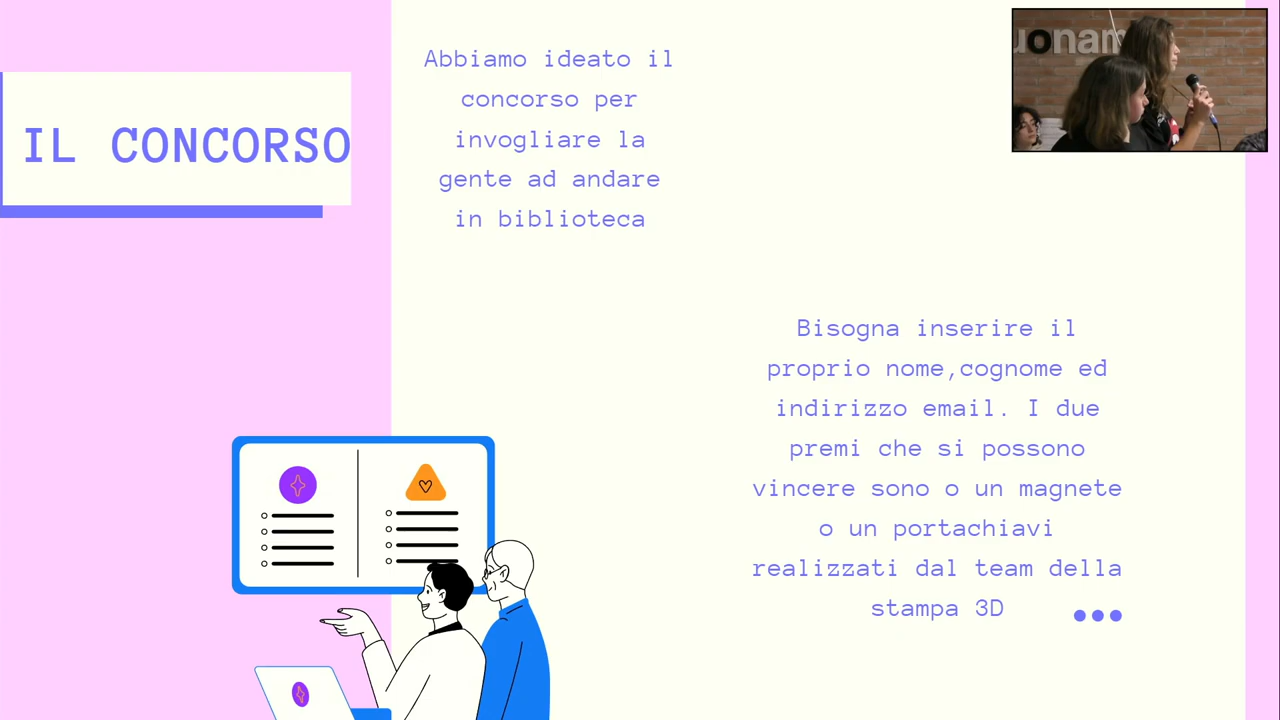 IL CONCORSO
Abbiamo ideato il
concorso per
invogliare la
gente ad andare
in biblioteca
Bisogna inserire il
proprio nome,cognome ed
indirizzo email. I due
premi che si possono
vincere sono o un magnete
o un portachiavi
realizzati dal team della
stampa 3D